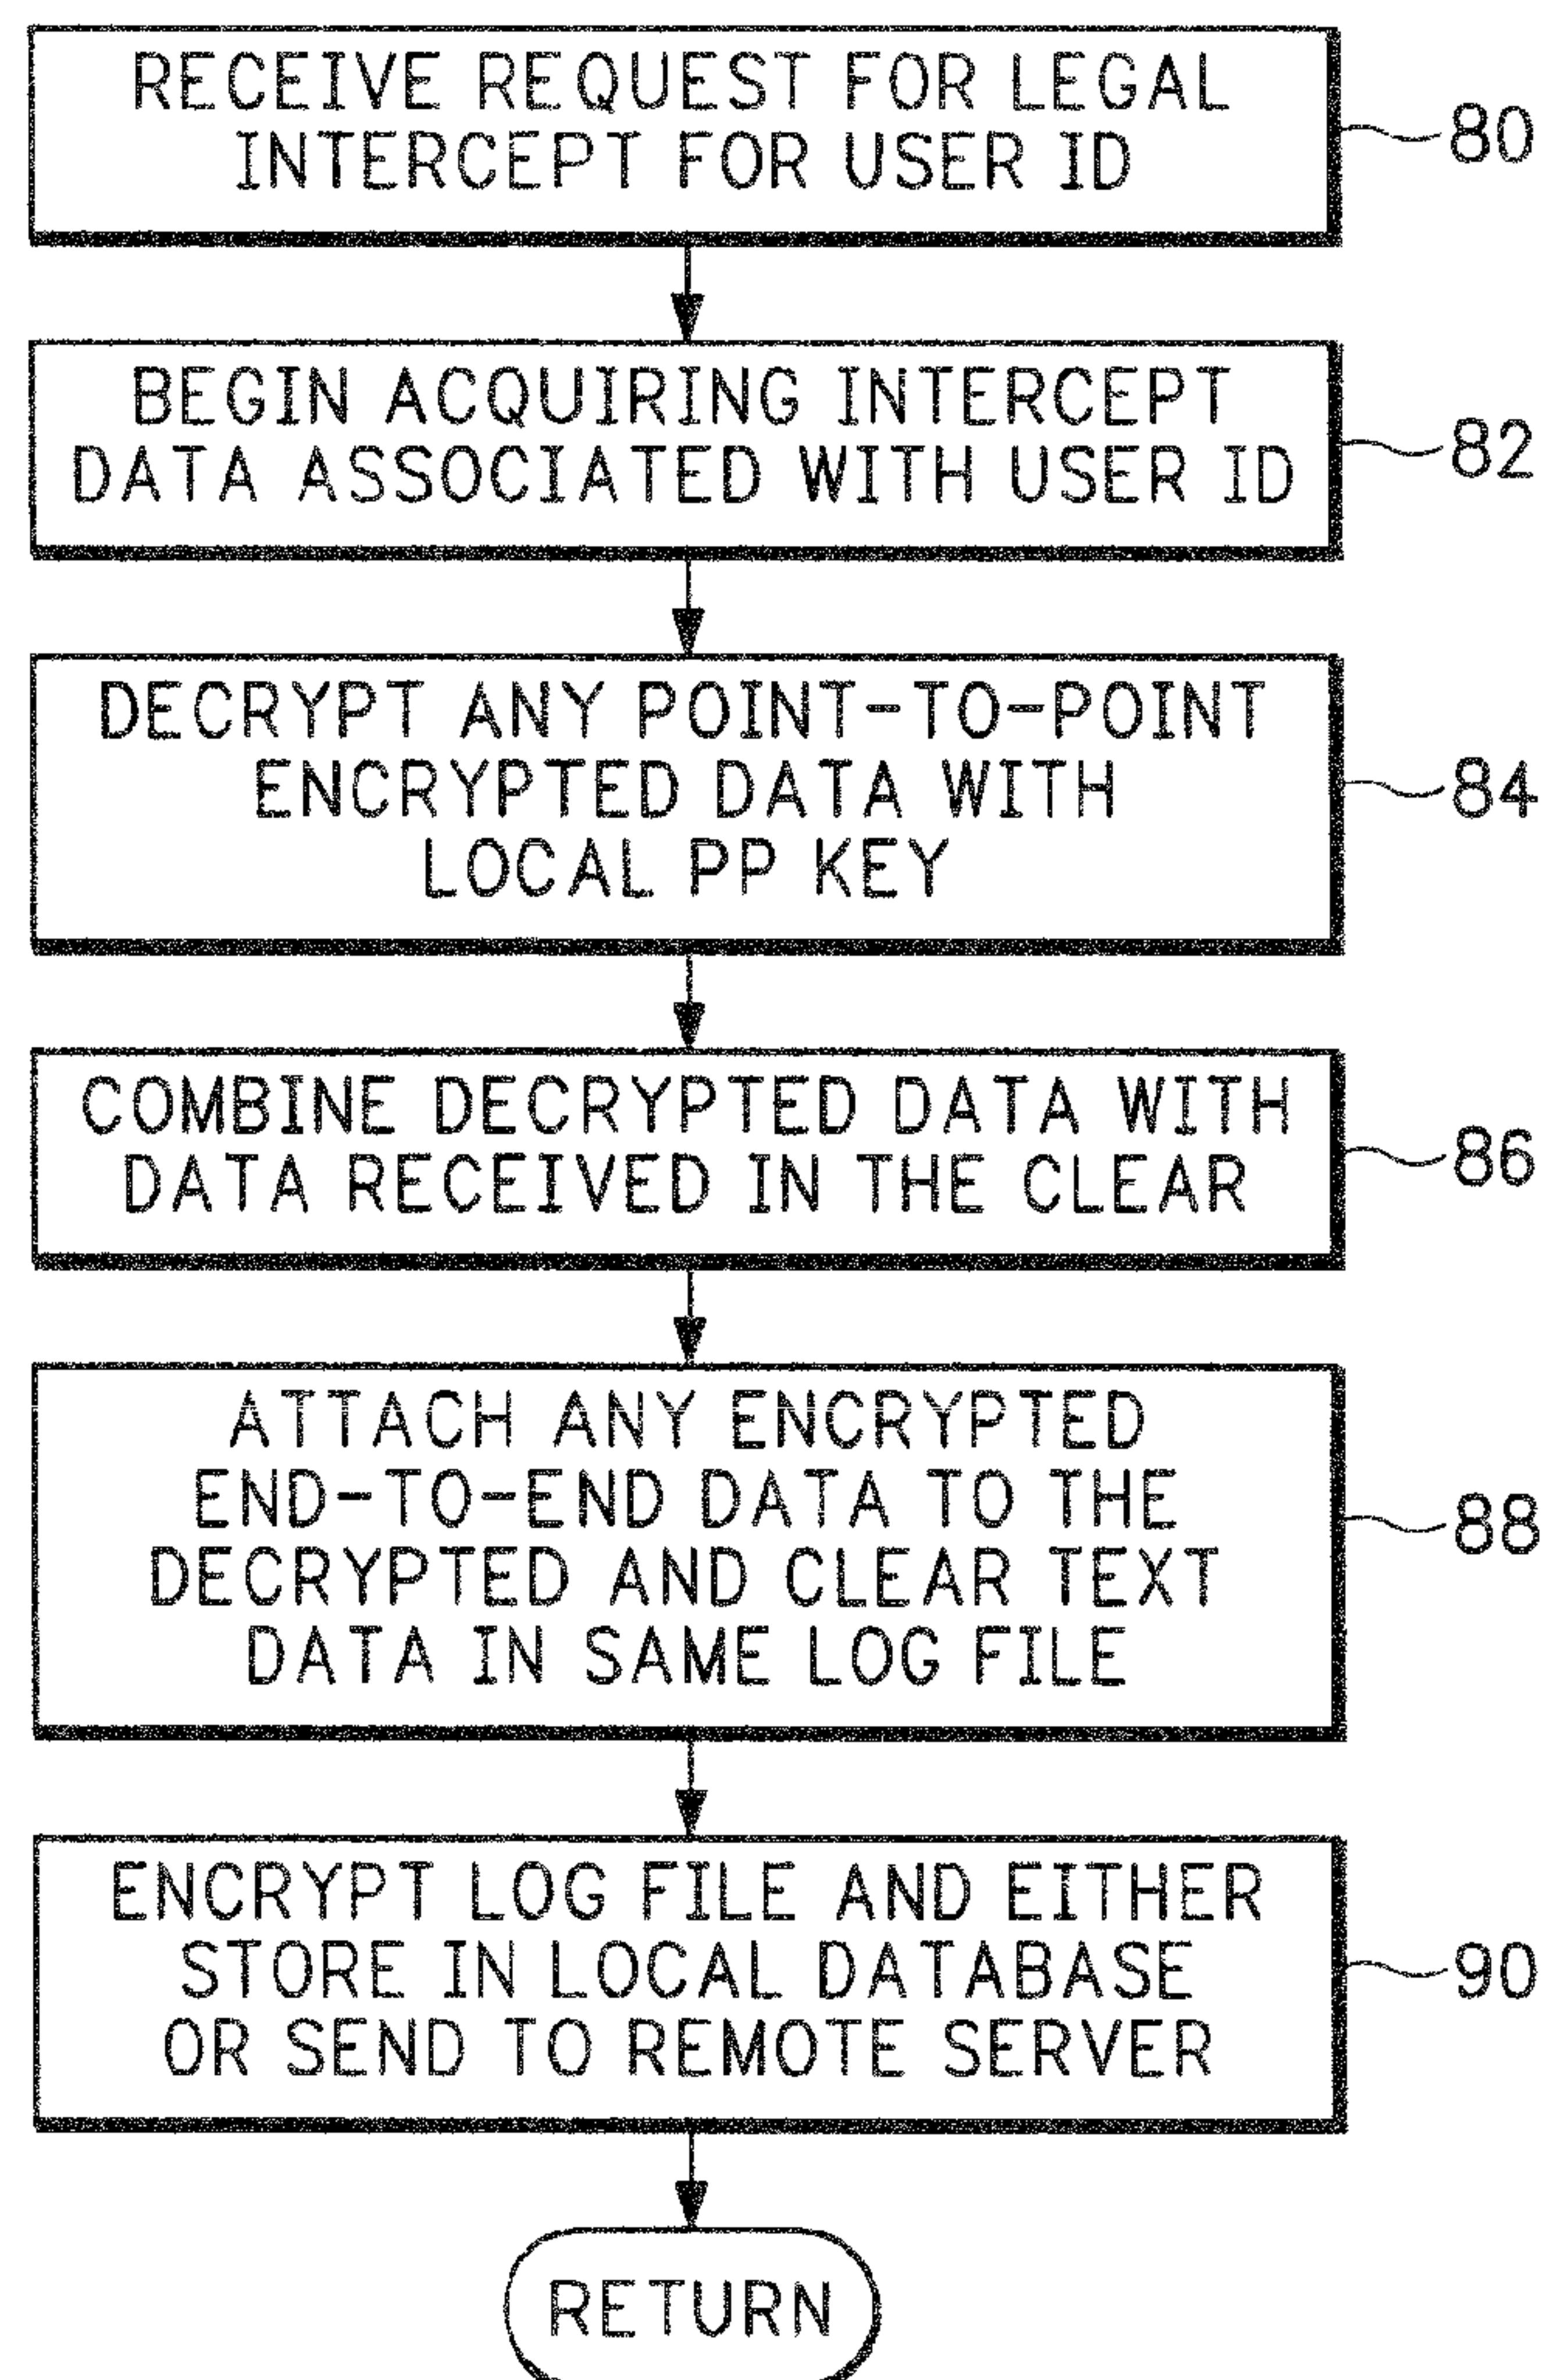 RECEIVE REQUEST FOR LEGAL
INTERCEPT FOR USER ID
80
BEGIN ACQUIRING INTERCEPT
DATA ASSOCIATED WITH USER ID
82
DECRYPT ANY POINT-TO-POINT
ENCRYPTED DATA WITH
LOCAL PP KEY
84
COMBINE DECRYPTED DATA WITH
DATA RECEIVED IN THE CLEAR
86
ATTACH ANY ENCRYPTED
END-TO-END DATA TO THE
DECRYPTED AND CLEAR TEXT
DATA IN SAME LOG FILE
88
ENCRYPT LOG FILE AND EITHER
STORE IN LOCAL DATABASE
OR SEND TO REMOTE SERVER
90
RETURN